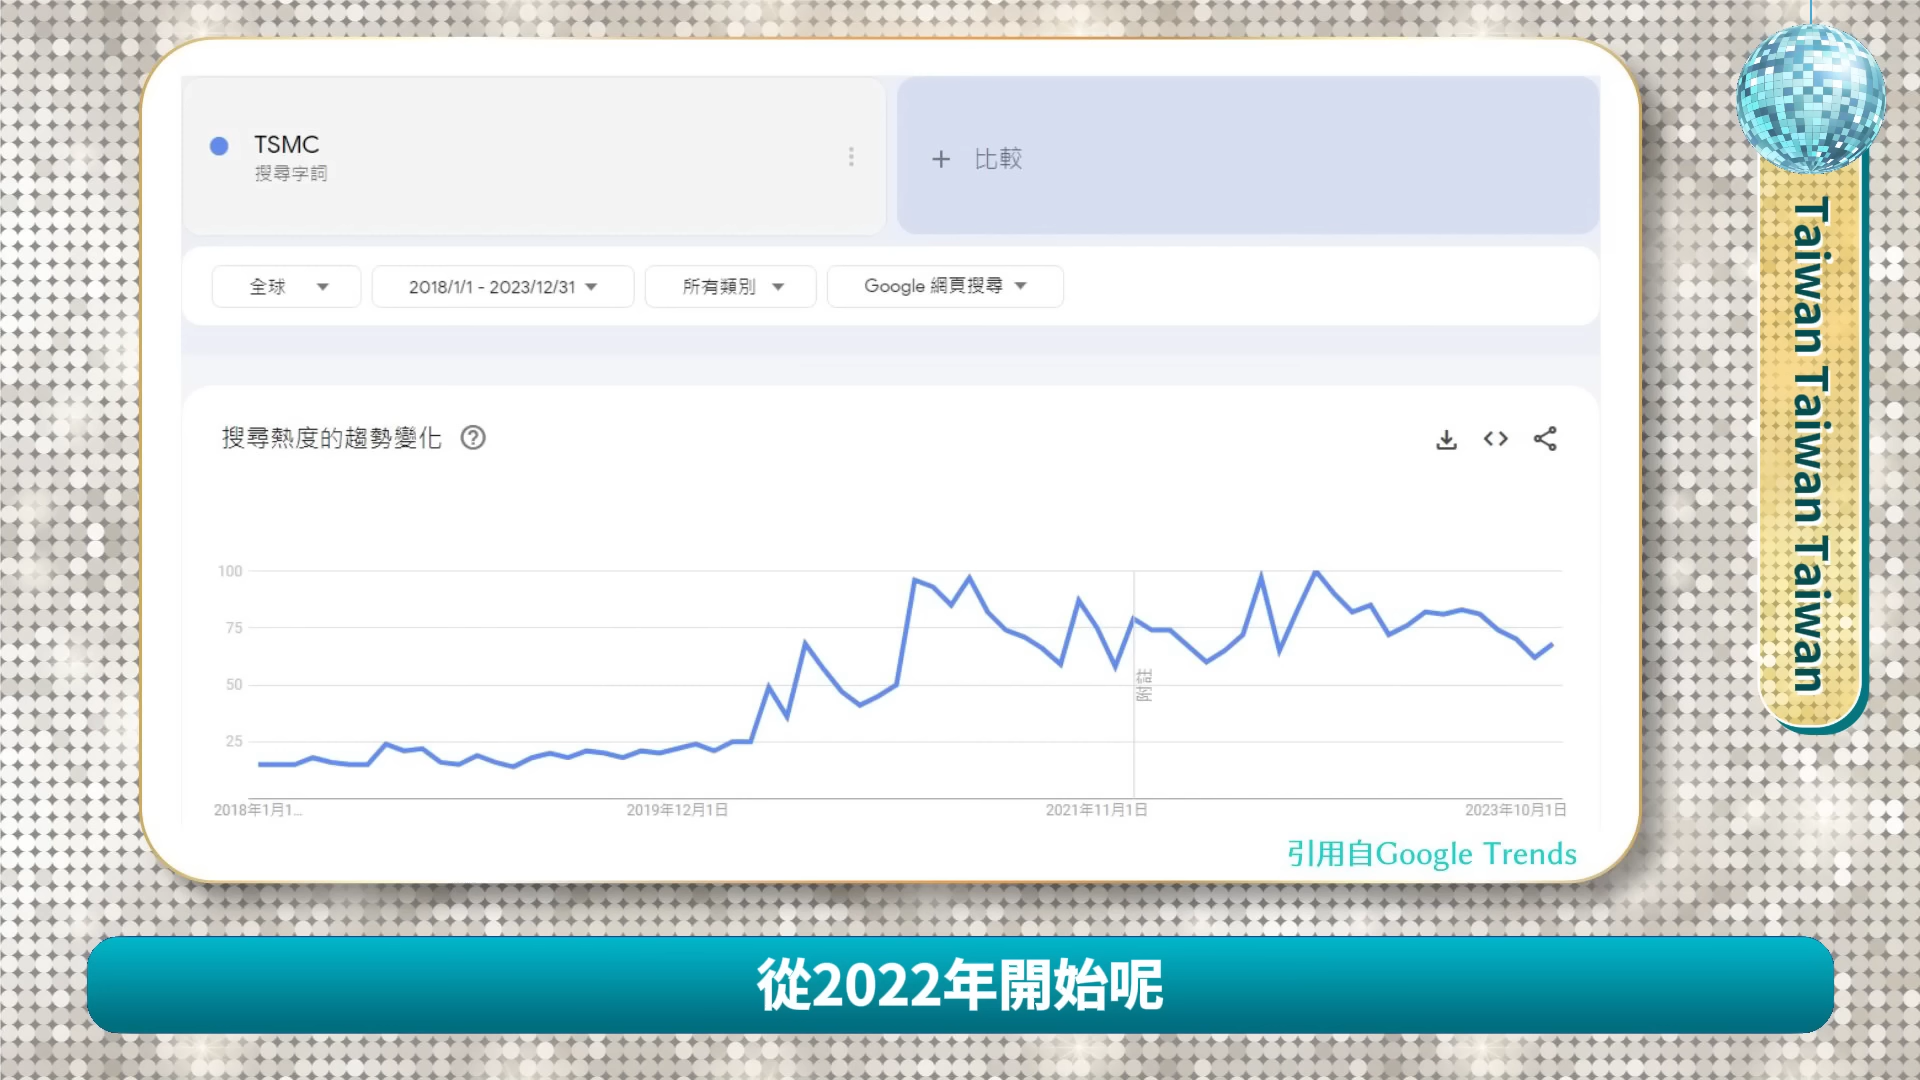 TSMC
搜尋字詞
+ 比較
全球
2018/1/1 - 2023/12/31
所有類別
Google 網頁搜尋
搜尋熱度的趨勢變化
100
75
50
25
附註
2018年1月1...
2019年12月1日
2021年11月1日
2023年10月1日
引用自Google Trends
從2022年開始呢
Taiwan Taiwan Taiwan